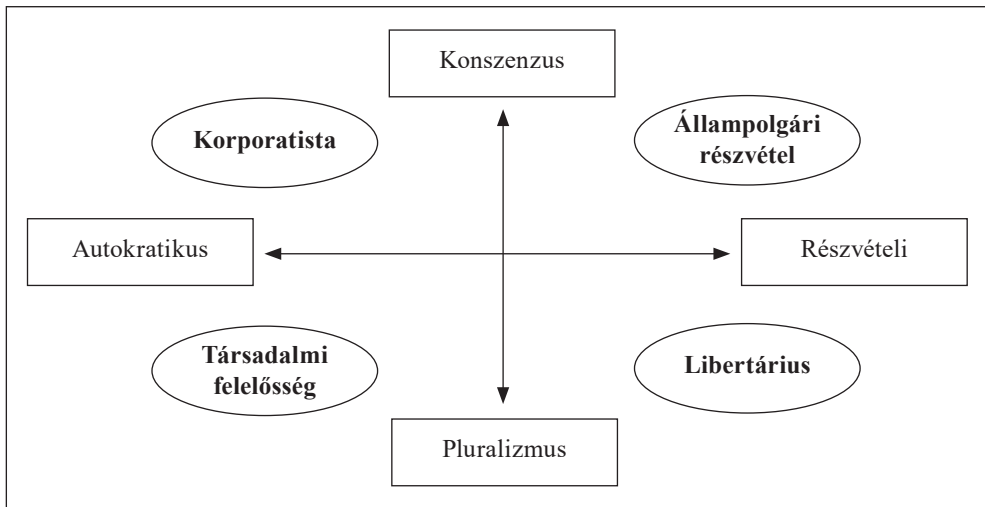 Konszenzus
Korporatista
Állampolgári
részvétel
Autokratikus
Részvételi
Társadalmi
felelősség
Libertárius
Pluralizmus